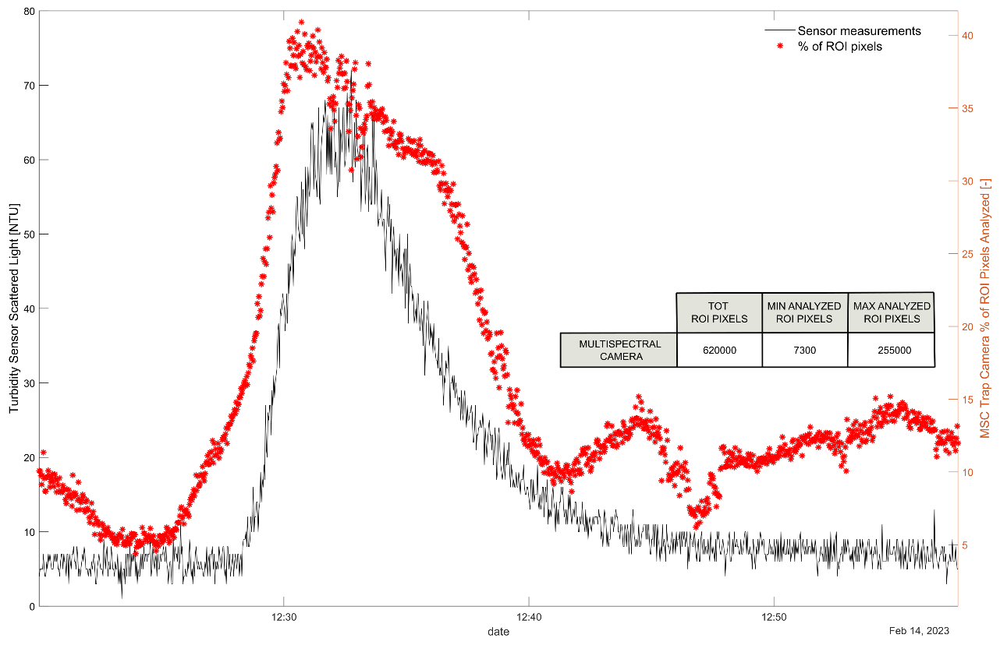 80
70
60
50
40
30
20
10
0
Turbidity Sensor Scattered Light [NTU]
Sensor measurements
% of ROI pixels
40
35
30
25
20
15
10
5
MSC Trap Camera % of ROI Pixels Analyzed [-]
TOT
ROI PIXELS
MIN ANALYZED
ROI PIXELS
MAX ANALYZED
ROI PIXELS
MULTISPECTRAL
CAMERA
620000
7300
255000
12:30
12:40
12:50
date
Feb 14, 2023